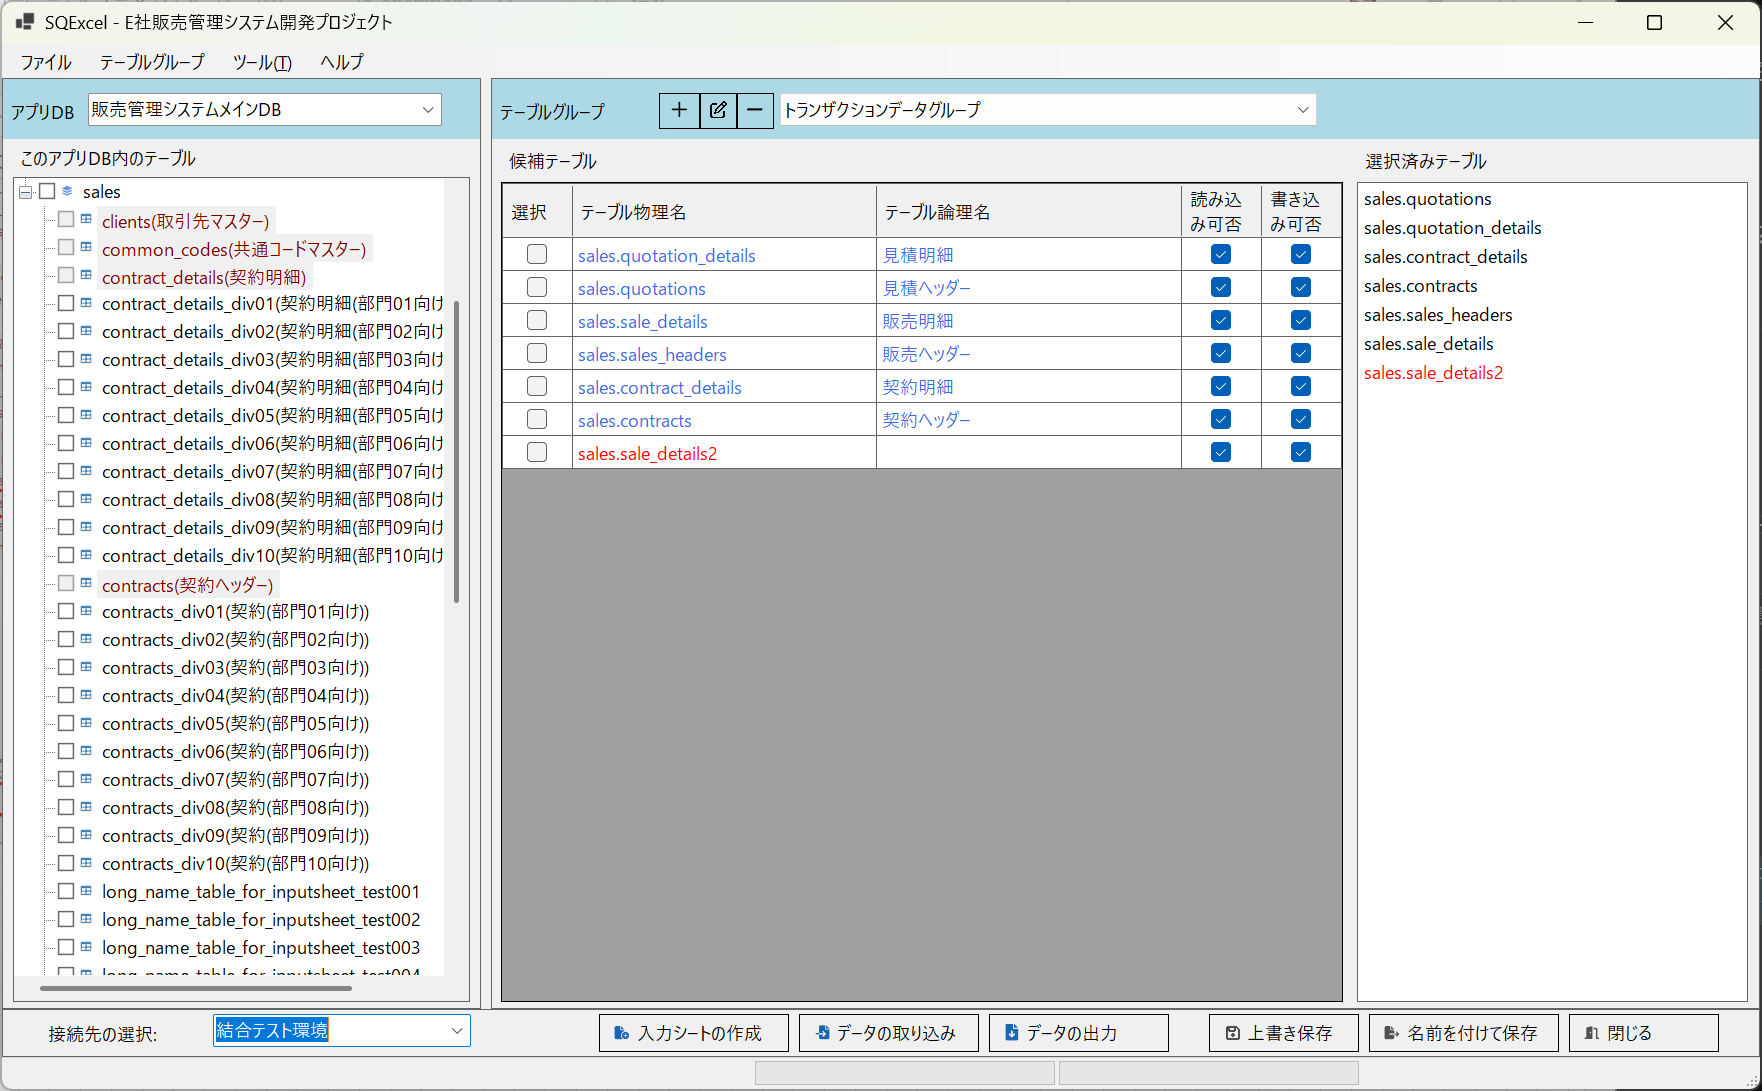 SQExcel - E社販売管理システム開発プロジェクト
ファイル テーブルグループ ツール(T) ヘルプ
アプリDB 販売管理システムメインDB
テーブルグループ トランザクションデータグループ
このアプリDB内のテーブル
sales
clients(取引先マスター)
common_codes(共通コードマスター)
contract_details(契約明細)
contract_details_div01(契約明細(部門01向け
contract_details_div02(契約明細(部門02向け
contract_details_div03(契約明細(部門03向け
contract_details_div04(契約明細(部門04向け
contract_details_div05(契約明細(部門05向け
contract_details_div06(契約明細(部門06向け
contract_details_div07(契約明細(部門07向け
contract_details_div08(契約明細(部門08向け
contract_details_div09(契約明細(部門09向け
contract_details_div10(契約明細(部門10向け
contracts(契約ヘッダー)
contracts_div01(契約(部門01向け))
contracts_div02(契約(部門02向け))
contracts_div03(契約(部門03向け))
contracts_div04(契約(部門04向け))
contracts_div05(契約(部門05向け))
contracts_div06(契約(部門06向け))
contracts_div07(契約(部門07向け))
contracts_div08(契約(部門08向け))
contracts_div09(契約(部門09向け))
contracts_div10(契約(部門10向け))
long_name_table_for_inputsheet_test001
long_name_table_for_inputsheet_test002
long_name_table_for_inputsheet_test003
long_name_table_for_inputsheet_test004
候補テーブル
選択 テーブル物理名 テーブル論理名 読み込み可否 書き込み可否
sales.quotation_details 見積明細
sales.quotations 見積ヘッダー
sales.sale_details 販売明細
sales.sales_headers 販売ヘッダー
sales.contract_details 契約明細
sales.contracts 契約ヘッダー
sales.sale_details2
選択済みテーブル
sales.quotations
sales.quotation_details
sales.contract_details
sales.contracts
sales.sales_headers
sales.sale_details
sales.sale_details2
接続先の選択: 結合テスト環境
入力シートの作成 データの取り込み データの出力 上書き保存 名前を付けて保存 閉じる